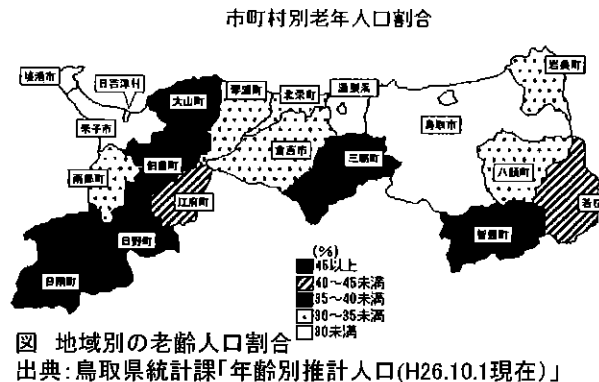 市町村別老年人口割合
岩美町
境港市
日吉津村
大山町
琴浦町
北栄町
湯梨浜
鳥取市
米子市
倉吉市
三朝町
八頭町
南部町
伯耆町
江府町
若桜
智頭町
日野町
日南町
(%)
45以上
40～45未満
35～40未満
30～35未満
30未満
図 地域別の老齢人口割合
出典:鳥取県統計課「年齢別推計人口(H26.10.1現在)」